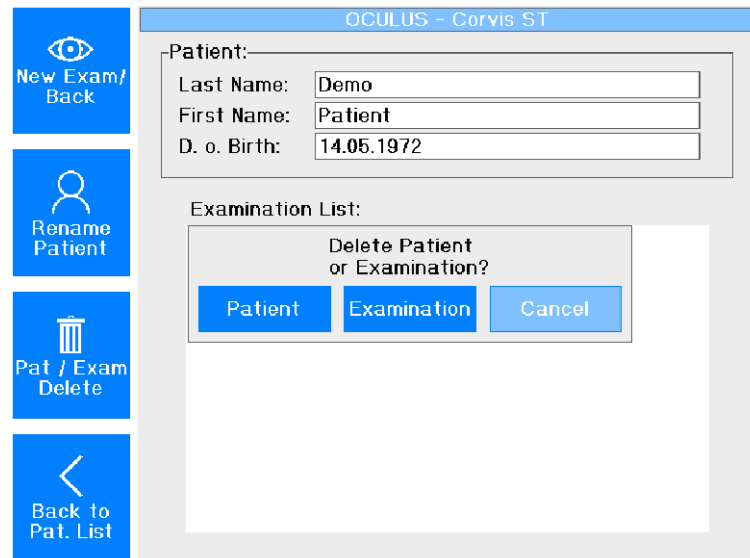 OCULUS - Corvis ST
New Exam/
Back
Patient:
Last Name: Demo
First Name: Patient
D. o. Birth: 14.05.1972
Rename
Patient
Examination List:
Delete Patient
or Examination?
Patient Examination Cancel
Pat / Exam
Delete
Back to
Pat. List